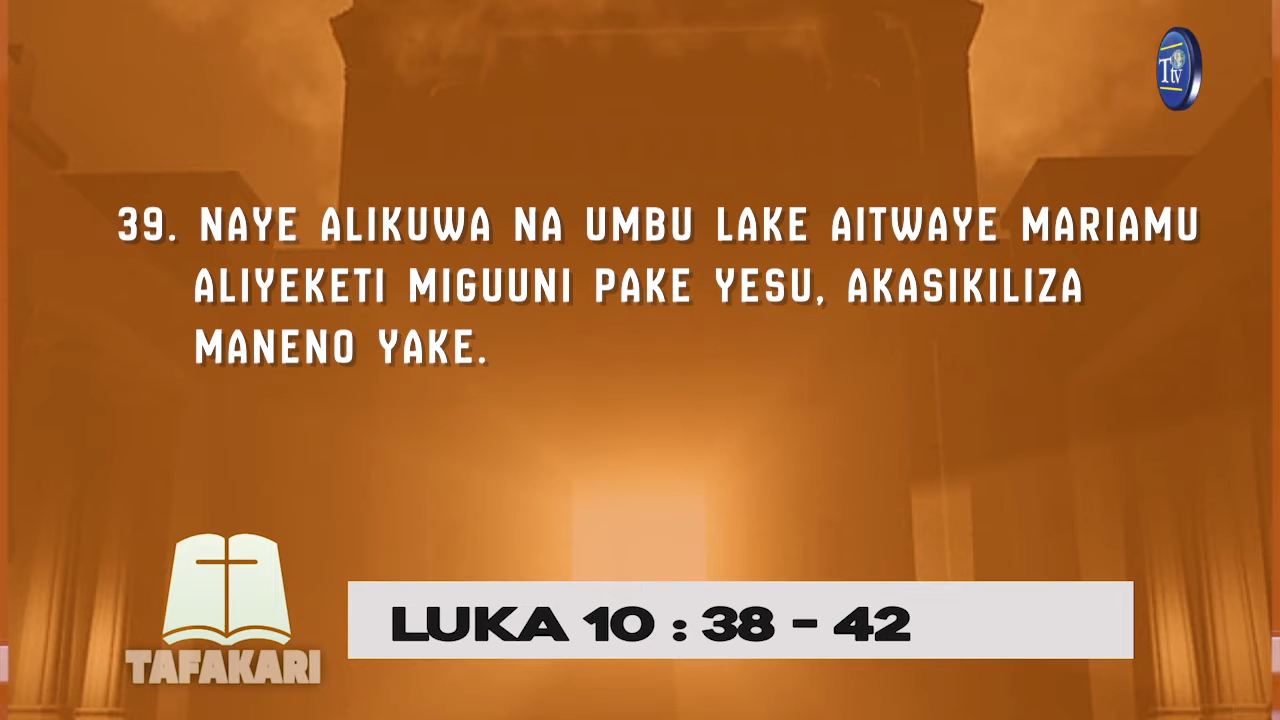 Ttv
39. NAYE ALIKUWA NA UMBU LAKE AITWAYE MARIAMU
ALIYEKETI MIGUUNI PAKE YESU, AKASIKILIZA
MANENO YAKE.
LUKA 10 : 38 - 42
TAFAKARI